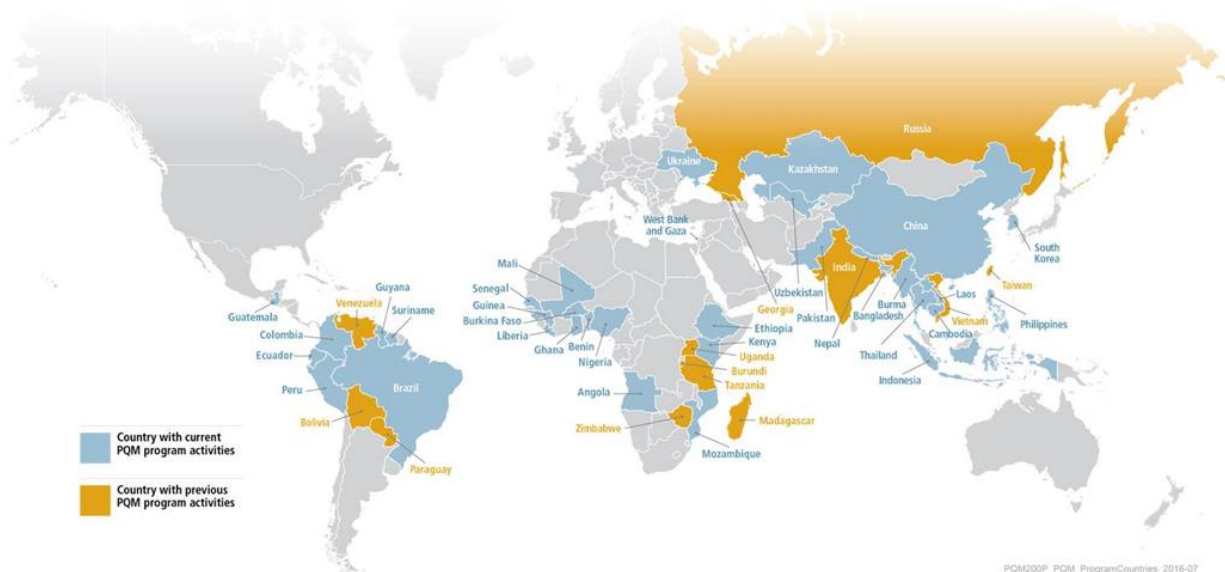 Russia
Ukraine
Kazakhstan
West Bank
and Gaza
China
South
Korea
Mali
Senegal
Guinea
Burkina Faso
Liberia
Ghana
Benin
Nigeria
Guyana
Venezuela
Suriname
Guatemala
Colombia
Ecuador
Peru
Brazil
Bolivia
Paraguay
India
Uzbekistan
Georgia
Pakistan
Nepal
Bangladesh
Burma
Thailand
Laos
Vietnam
Cambodia
Taiwan
Philippines
Indonesia
Ethiopia
Kenya
Uganda
Burundi
Tanzania
Angola
Zimbabwe
Madagascar
Mozambique
Country with current
PQM program activities
Country with previous
PQM program activities
PQM200P_PQM_ProgramCountries_2016-07